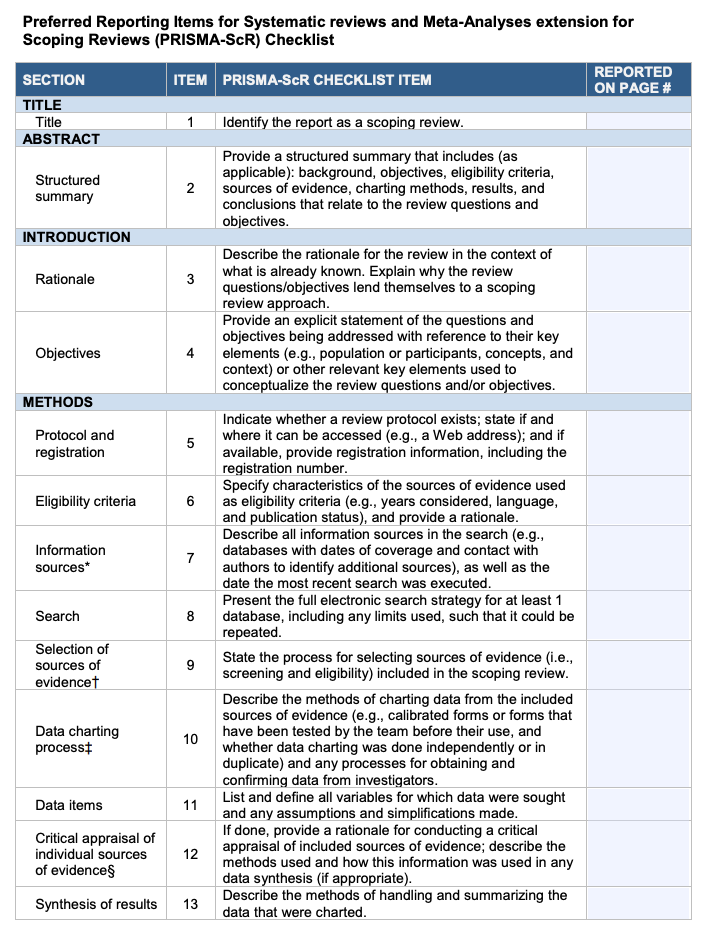 Preferred Reporting Items for Systematic reviews and Meta-Analyses extension for
Scoping Reviews (PRISMA-ScR) Checklist
SECTION ITEM PRISMA-ScR CHECKLIST ITEM REPORTED ON PAGE #
TITLE
Title 1 Identify the report as a scoping review.
ABSTRACT
Structured
summary
2
Provide a structured summary that includes (as
applicable): background, objectives, eligibility criteria,
sources of evidence, charting methods, results, and
conclusions that relate to the review questions and
objectives.
INTRODUCTION
Rationale
3
Describe the rationale for the review in the context of
what is already known. Explain why the review
questions/objectives lend themselves to a scoping
review approach.
Objectives
4
Provide an explicit statement of the questions and
objectives being addressed with reference to their key
elements (e.g., population or participants, concepts, and
context) or other relevant key elements used to
conceptualize the review questions and/or objectives.
METHODS
Protocol and
registration
5
Indicate whether a review protocol exists; state if and
where it can be accessed (e.g., a Web address); and if
available, provide registration information, including the
registration number.
Eligibility criteria
6
Specify characteristics of the sources of evidence used
as eligibility criteria (e.g., years considered, language,
and publication status), and provide a rationale.
Information
sources*
7
Describe all information sources in the search (e.g.,
databases with dates of coverage and contact with
authors to identify additional sources), as well as the
date the most recent search was executed.
Search
8
Present the full electronic search strategy for at least 1
database, including any limits used, such that it could be
repeated.
Selection of
sources of
evidence†
9
State the process for selecting sources of evidence (i.e.,
screening and eligibility) included in the scoping review.
Data charting
process‡
10
Describe the methods of charting data from the included
sources of evidence (e.g., calibrated forms or forms that
have been tested by the team before their use, and
whether data charting was done independently or in
duplicate) and any processes for obtaining and
confirming data from investigators.
Data items
11
List and define all variables for which data were sought
and any assumptions and simplifications made.
Critical appraisal of
individual sources
of evidence§
12
If done, provide a rationale for conducting a critical
appraisal of included sources of evidence; describe the
methods used and how this information was used in any
data synthesis (if appropriate).
Synthesis of results
13
Describe the methods of handling and summarizing the
data that were charted.